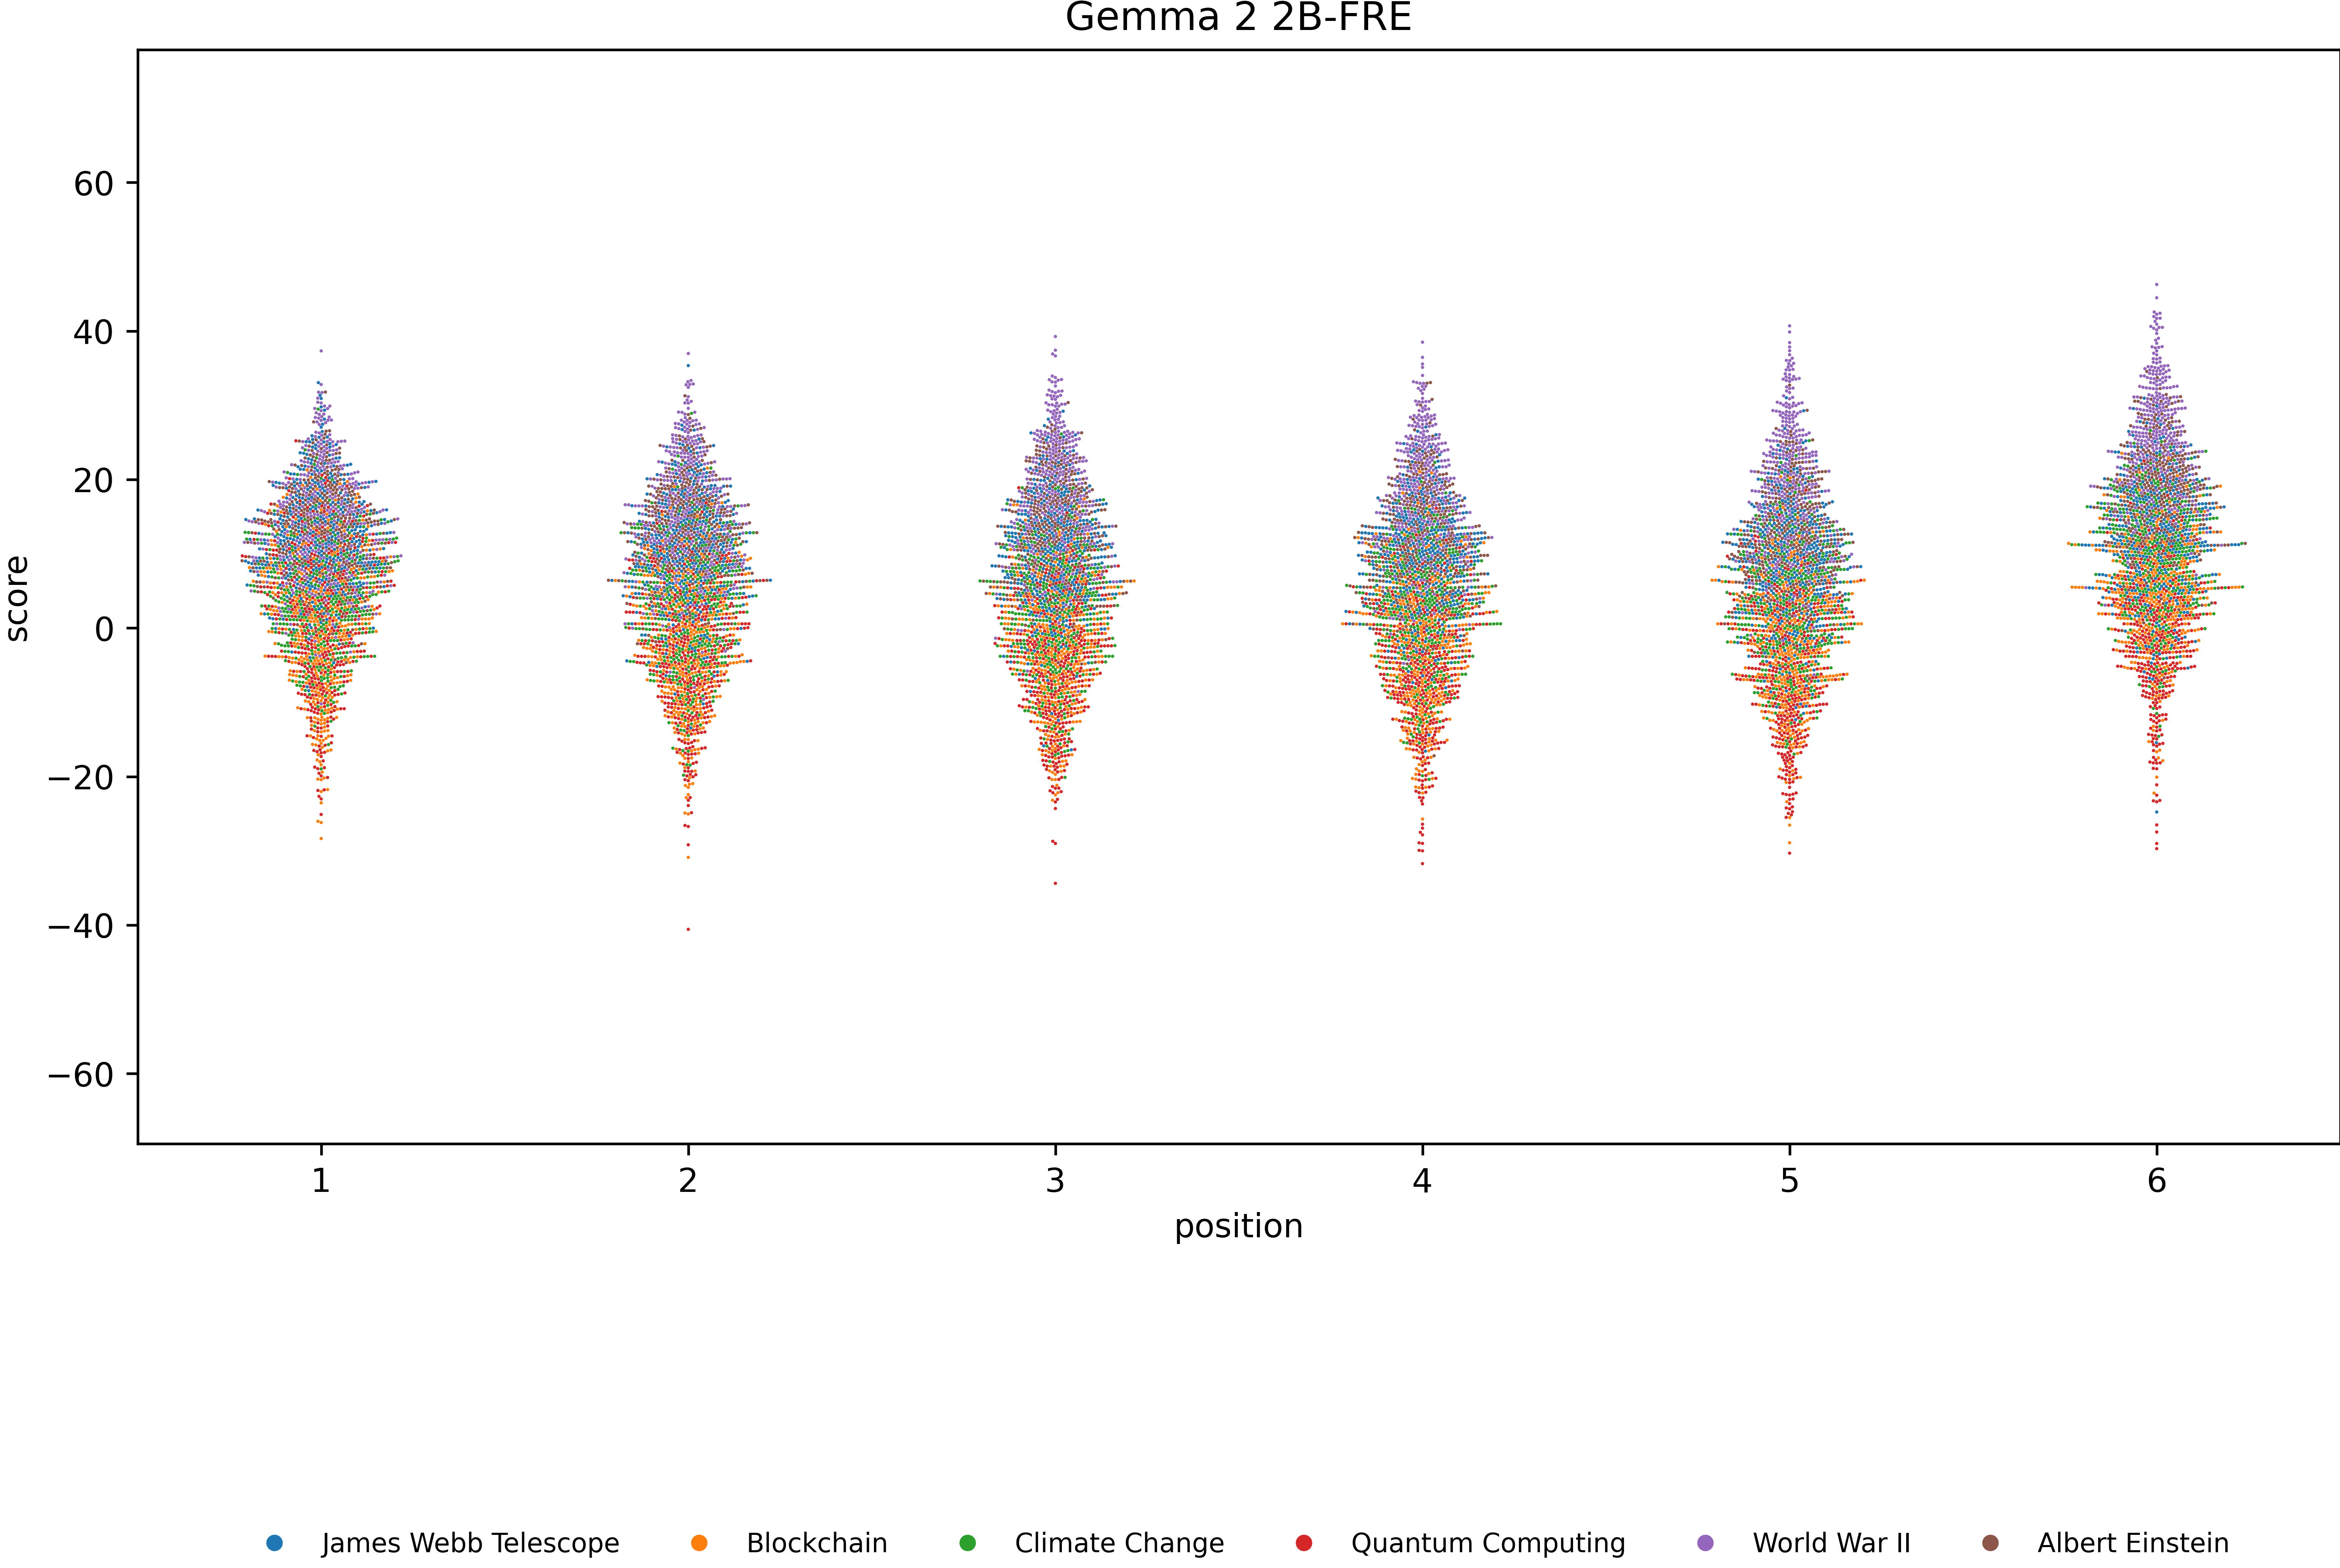 Gemma 2 2B-FRE
score
60
40
20
0
−20
−40
−60
1 2 3 4 5 6
position
James Webb Telescope Blockchain Climate Change Quantum Computing World War II Albert Einstein